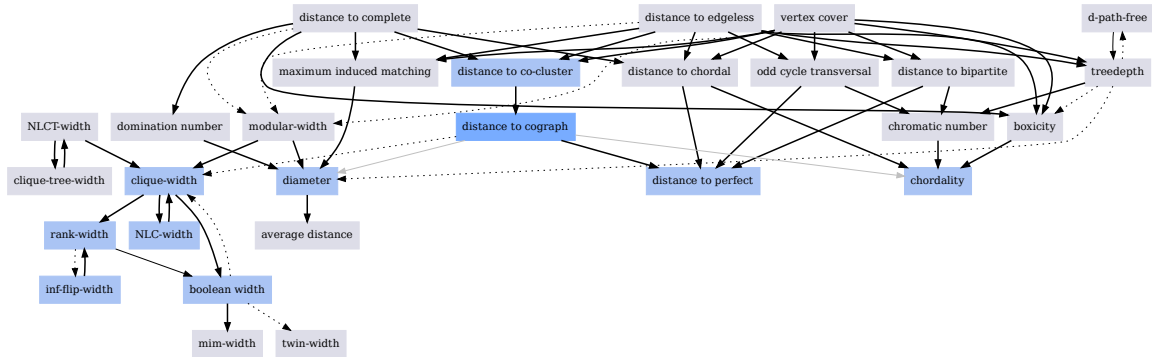 distance to complete
distance to edgeless
vertex cover
d-path-free
maximum induced matching
distance to co-cluster
distance to chordal
odd cycle transversal
distance to bipartite
treedepth
NLCT-width
domination number
modular-width
distance to cograph
chromatic number
boxicity
clique-tree-width
clique-width
diameter
distance to perfect
chordality
rank-width
NLC-width
average distance
inf-flip-width
boolean width
mim-width
twin-width